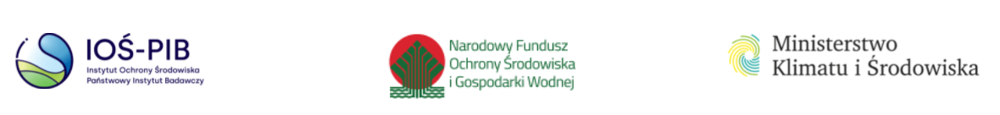 IOŚ-PIB
Instytut Ochrony Środowiska
Państwowy Instytut Badawczy
Narodowy Fundusz
Ochrony Środowiska
i Gospodarki Wodnej
Ministerstwo
Klimatu i Środowiska